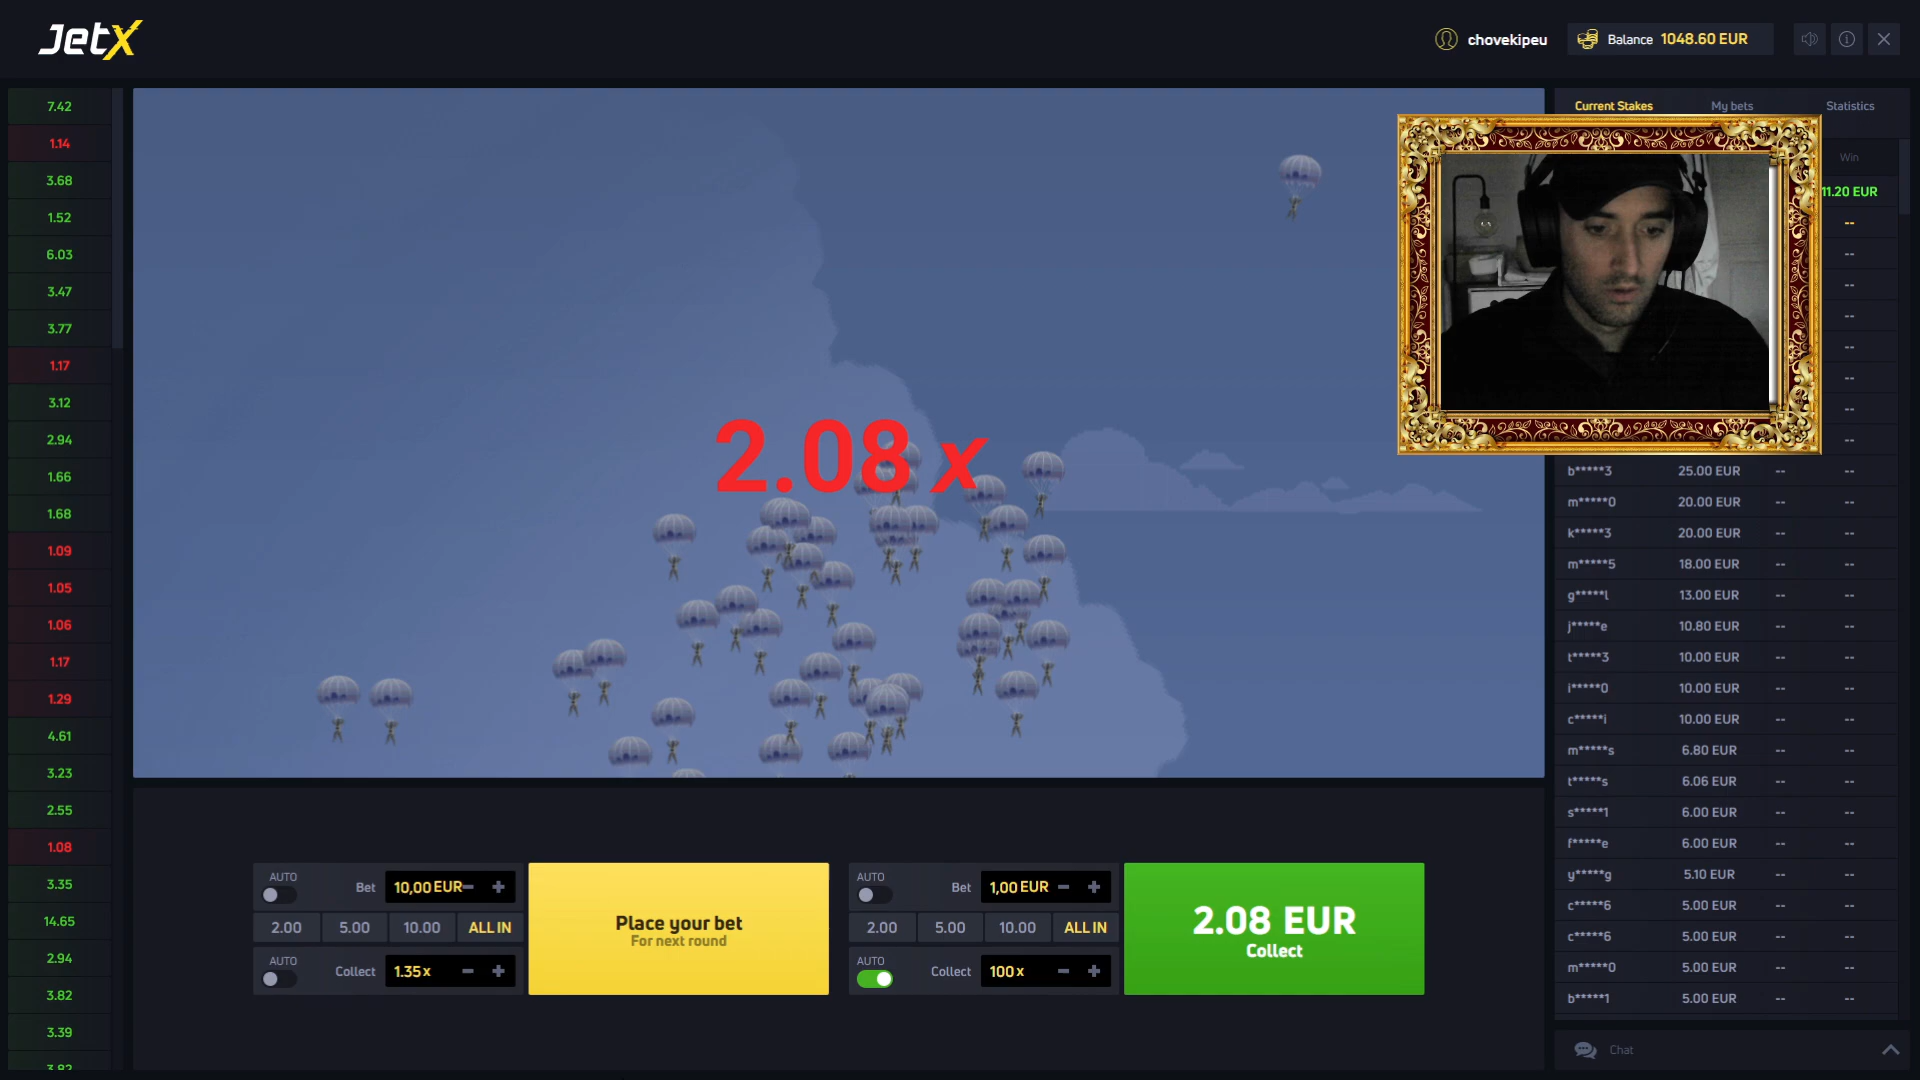 JetX
chovekipeu
Balance 1048.60 EUR
7.42
1.14
3.68
1.52
6.03
3.47
3.77
1.17
3.12
2.94
1.66
1.68
1.09
1.05
1.06
1.17
1.29
4.61
3.23
2.55
1.08
3.35
14.65
2.94
3.82
3.39
3.82
2.08 x
Current Stakes My bets Statistics
Win
11.20 EUR
--
--
--
--
--
--
--
--
b*****3 25.00 EUR -- --
m*****0 20.00 EUR -- --
k*****3 20.00 EUR -- --
m*****5 18.00 EUR -- --
g*****l 13.00 EUR -- --
j*****e 10.80 EUR -- --
t*****3 10.00 EUR -- --
i*****0 10.00 EUR -- --
c*****i 10.00 EUR -- --
m*****s 6.80 EUR -- --
t*****s 6.06 EUR -- --
s*****1 6.00 EUR -- --
f*****e 6.00 EUR -- --
y*****g 5.10 EUR -- --
c*****6 5.00 EUR -- --
c*****6 5.00 EUR -- --
m*****0 5.00 EUR -- --
b*****1 5.00 EUR -- --
Chat
AUTO
Bet 10,00 EUR − +
2.00 5.00 10.00 ALL IN
AUTO
Collect 1.35 x − +
Place your bet
For next round
AUTO
Bet 1,00 EUR − +
2.00 5.00 10.00 ALL IN
AUTO
Collect 100 x − +
2.08 EUR
Collect